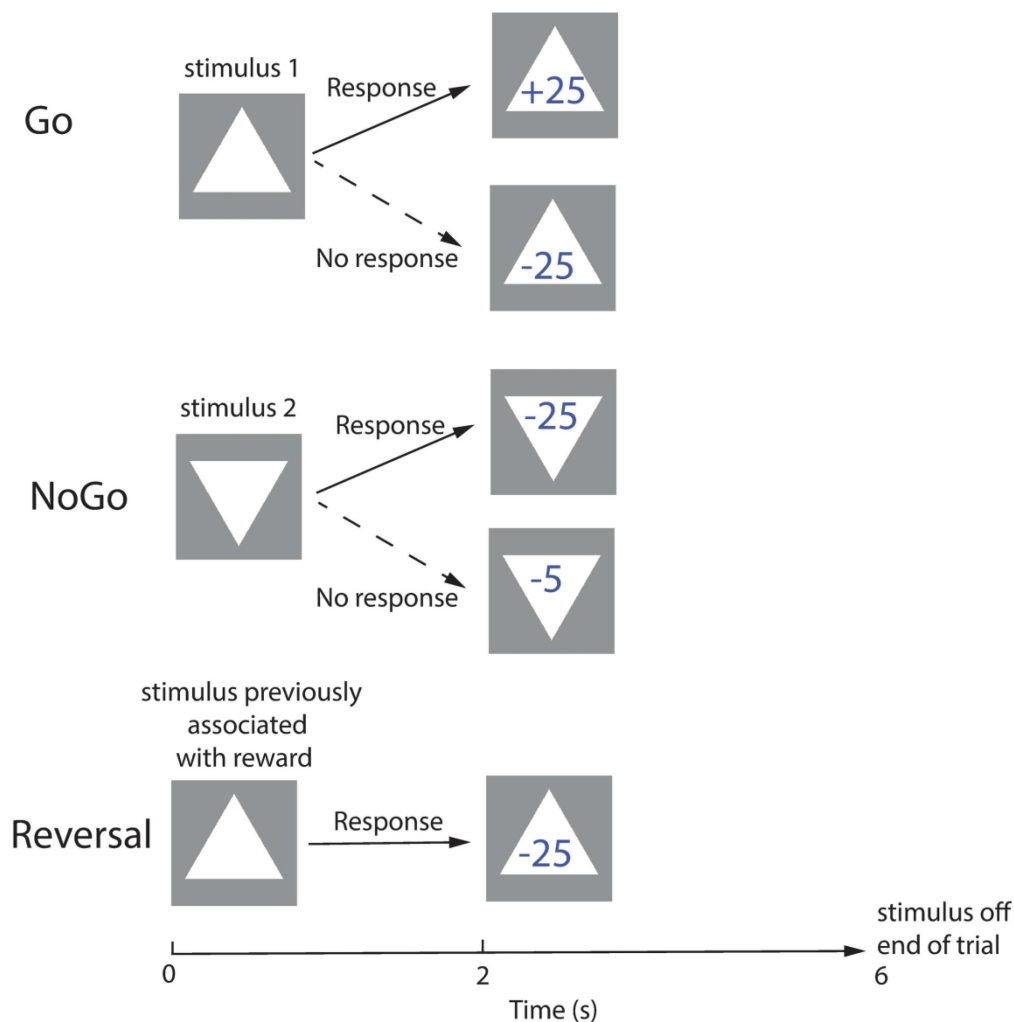 stimulus 1
Go
Response
+25
No response
-25
stimulus 2
NoGo
Response
-25
No response
-5
stimulus previously
associated
with reward
Reversal
Response
-25
stimulus off
end of trial
0
2
6
Time (s)